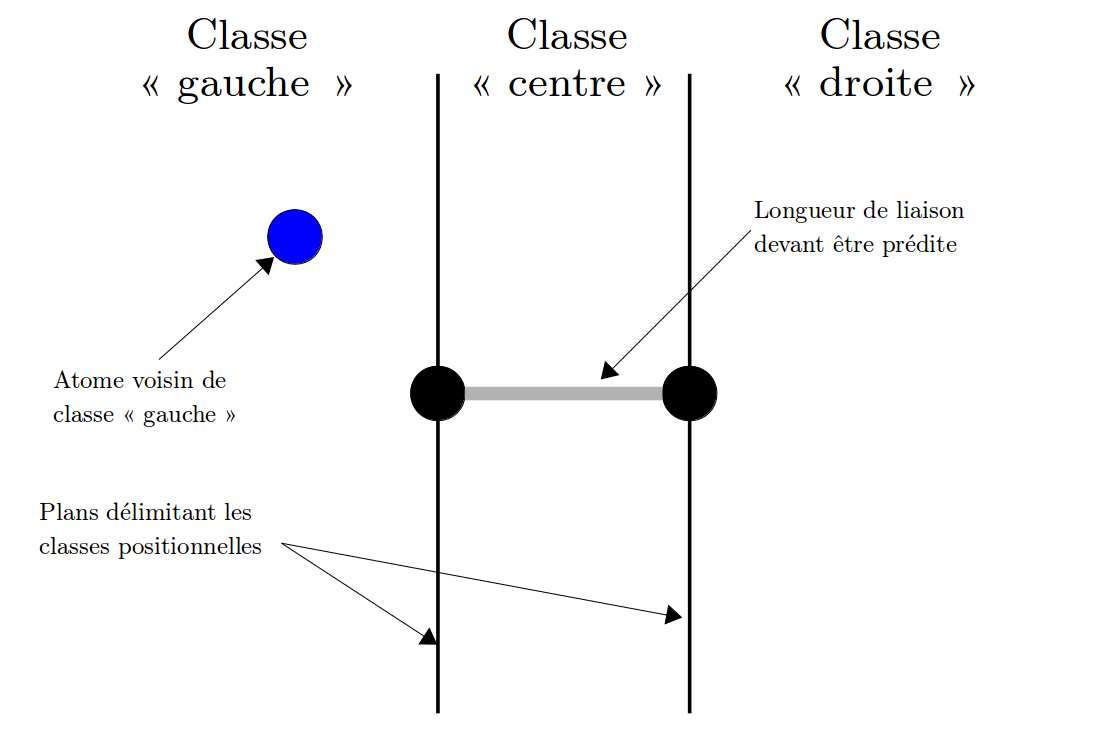 Classe
« gauche »
Classe
« centre »
Classe
« droite »
Longueur de liaison
devant être prédite
Atome voisin de
classe « gauche »
Plans délimitant les
classes positionnelles